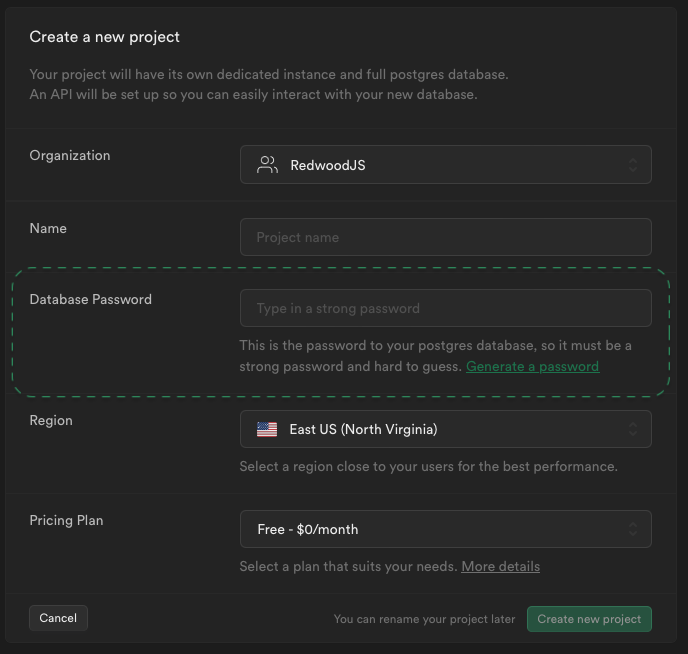 Create a new project
Your project will have its own dedicated instance and full postgres database.
An API will be set up so you can easily interact with your new database.
Organization
RedwoodJS
Name
Project name
Database Password
Type in a strong password
This is the password to your postgres database, so it must be a
strong password and hard to guess. Generate a password
Region
East US (North Virginia)
Select a region close to your users for the best performance.
Pricing Plan
Free - $0/month
Select a plan that suits your needs. More details
Cancel
You can rename your project later
Create new project